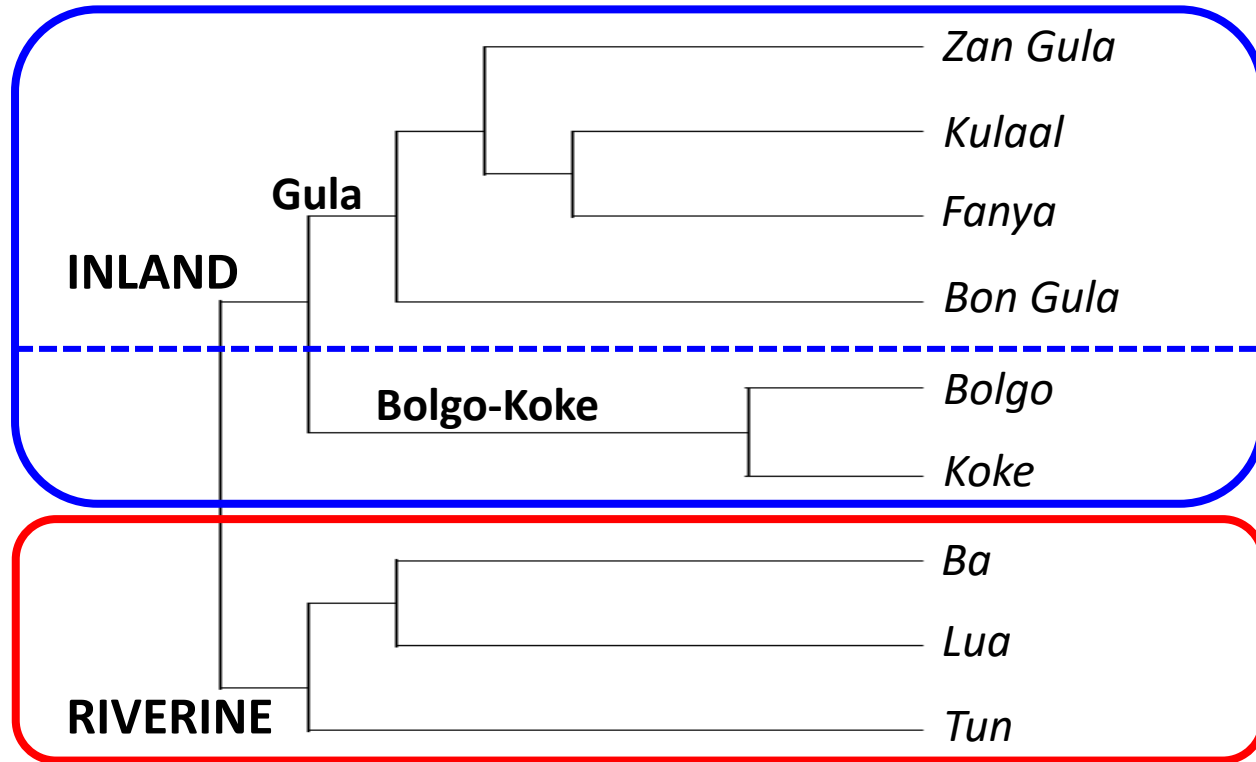 Zan Gula
Kulaal
Gula
Fanya
INLAND
Bon Gula
Bolgo
Bolgo-Koke
Koke
Ba
Lua
RIVERINE
Tun